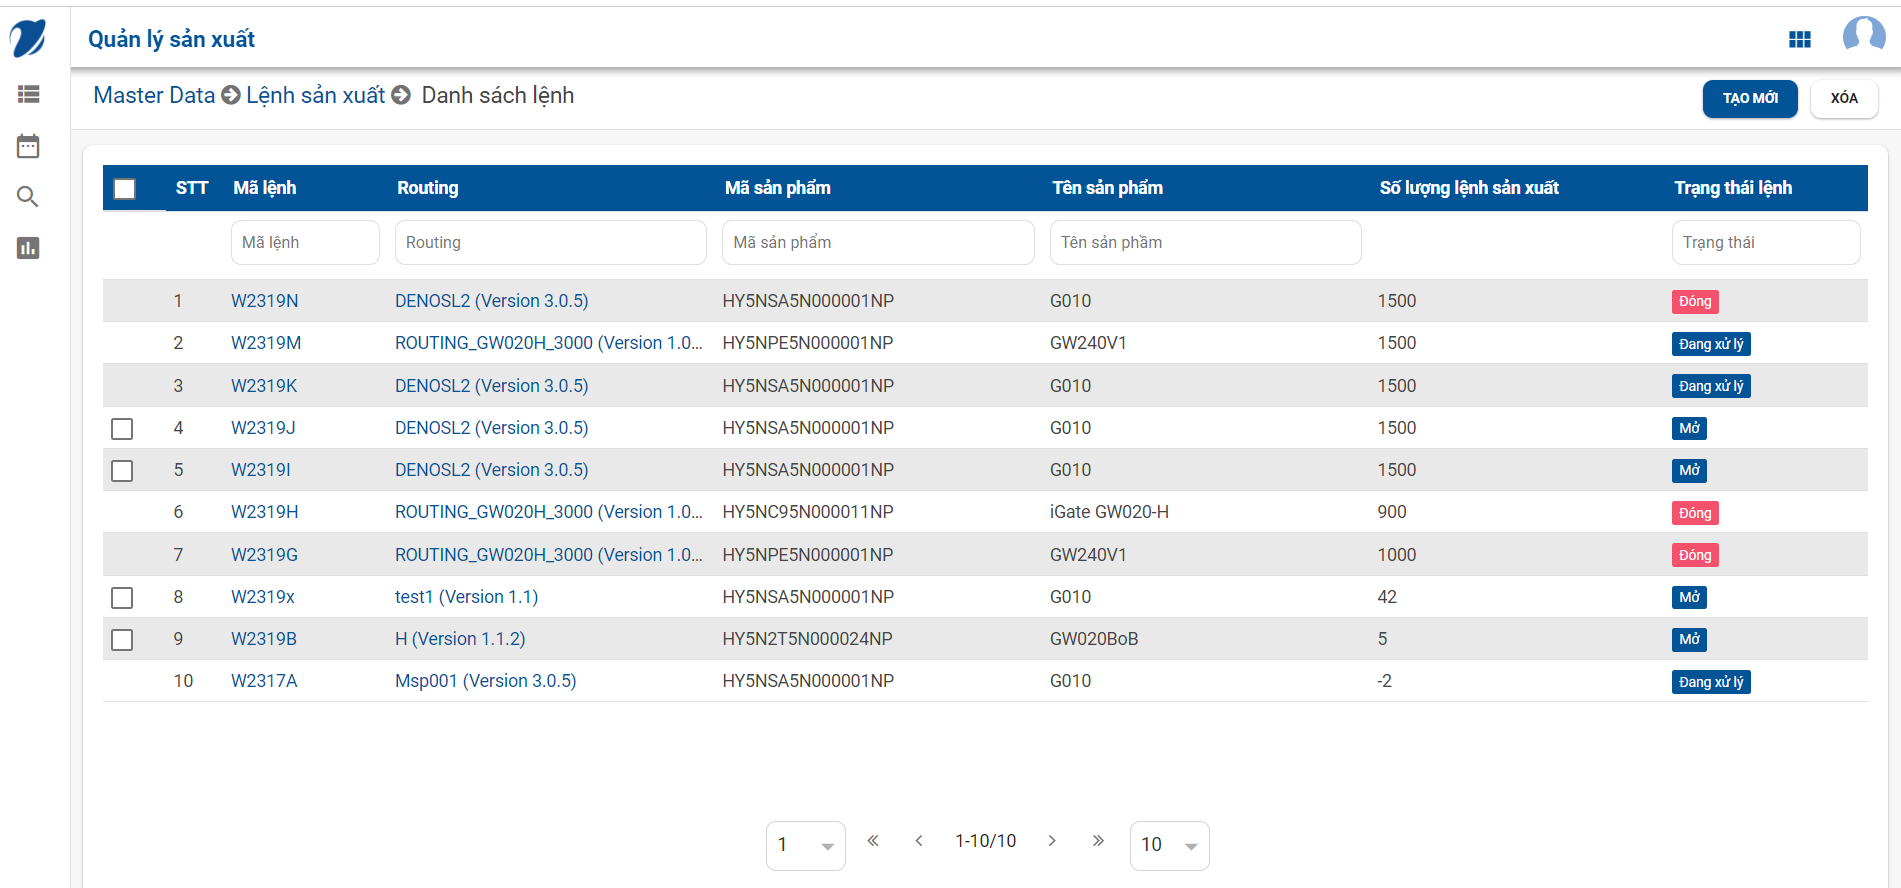 Quản lý sản xuất
Master Data Lệnh sản xuất Danh sách lệnh
TẠO MỚI XÓA
STT Mã lệnh Routing Mã sản phẩm Tên sản phẩm Số lượng lệnh sản xuất Trạng thái lệnh
Mã lệnh Routing Mã sản phẩm Tên sản phầm Trạng thái
1 W2319N DENOSL2 (Version 3.0.5) HY5NSA5N000001NP G010 1500 Đóng
2 W2319M ROUTING_GW020H_3000 (Version 1.0... HY5NPE5N000001NP GW240V1 1500 Đang xử lý
3 W2319K DENOSL2 (Version 3.0.5) HY5NSA5N000001NP G010 1500 Đang xử lý
4 W2319J DENOSL2 (Version 3.0.5) HY5NSA5N000001NP G010 1500 Mở
5 W2319I DENOSL2 (Version 3.0.5) HY5NSA5N000001NP G010 1500 Mở
6 W2319H ROUTING_GW020H_3000 (Version 1.0... HY5NC95N000011NP iGate GW020-H 900 Đóng
7 W2319G ROUTING_GW020H_3000 (Version 1.0... HY5NPE5N000001NP GW240V1 1000 Đóng
8 W2319x test1 (Version 1.1) HY5NSA5N000001NP G010 42 Mở
9 W2319B H (Version 1.1.2) HY5N2T5N000024NP GW020BoB 5 Mở
10 W2317A Msp001 (Version 3.0.5) HY5NSA5N000001NP G010 -2 Đang xử lý
1 « ‹ 1-10/10 › » 10